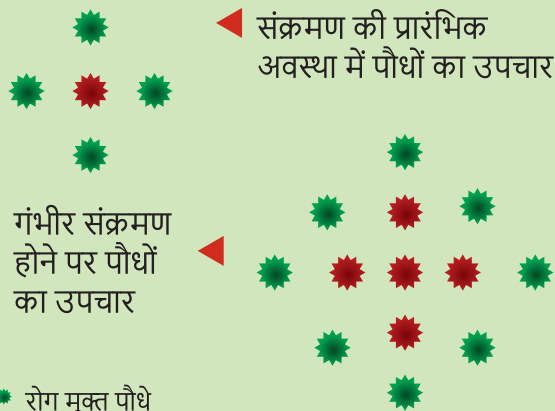 संक्रमण की प्रारंभिक
अवस्था में पौधों का उपचार
गंभीर संक्रमण
होने पर पौधों
का उपचार
रोग मुक्त पौधे